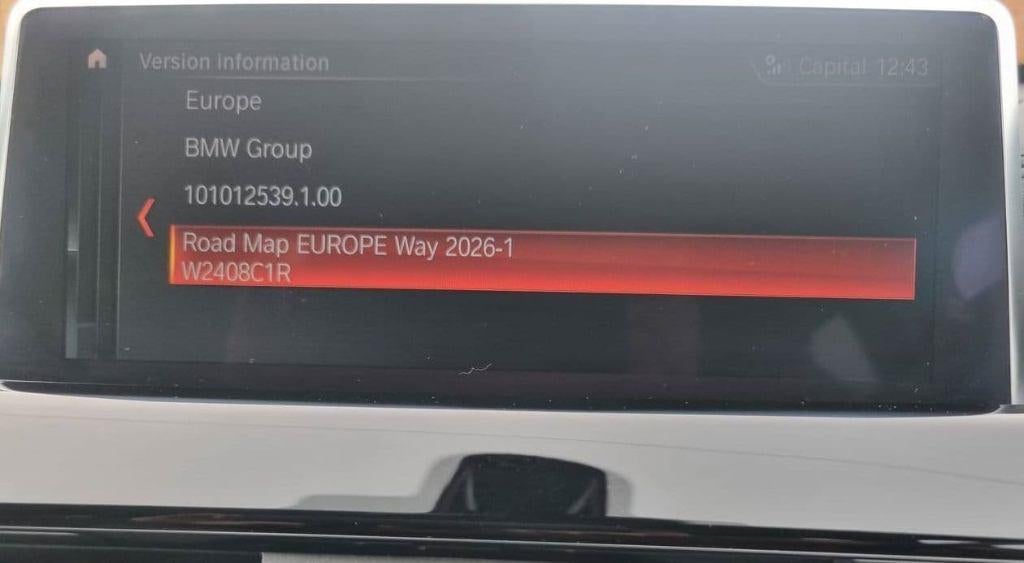 Version information
Capital 12:43
Europe
BMW Group
101012539.1.00
Road Map EUROPE Way 2026-1
W2408C1R